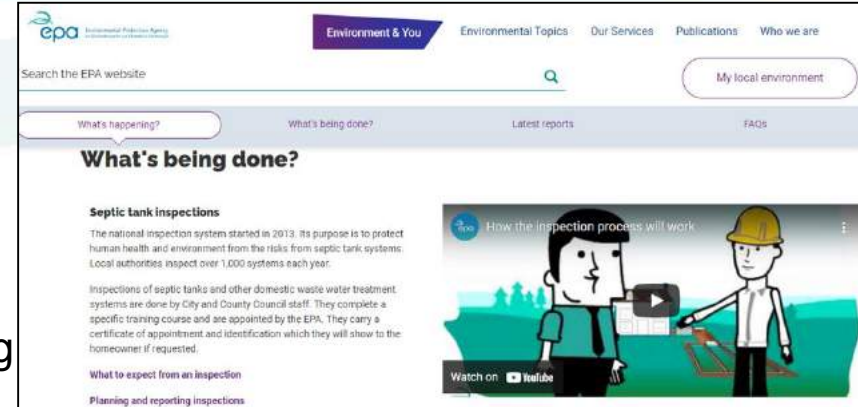 epa Environmental Protection Agency
Environment & You
Environmental Topics
Our Services
Publications
Who we are
Search the EPA website
My local environment
What's happening?
What's being done?
Latest reports
FAQs
What's being done?
Septic tank inspections
The national inspection system started in 2013. Its purpose is to protect
human health and environment from the risks from septic tank systems.
Local authorities inspect over 1,000 systems each year.
Inspections of septic tanks and other domestic waste water treatment
systems are done by City and County Council staff. They complete a
specific training course and are appointed by the EPA. They carry a
certificate of appointment and identification which they will show to the
homeowner if requested.
What to expect from an inspection
Planning and reporting inspections
epa How the inspection process will work
Watch on YouTube
g